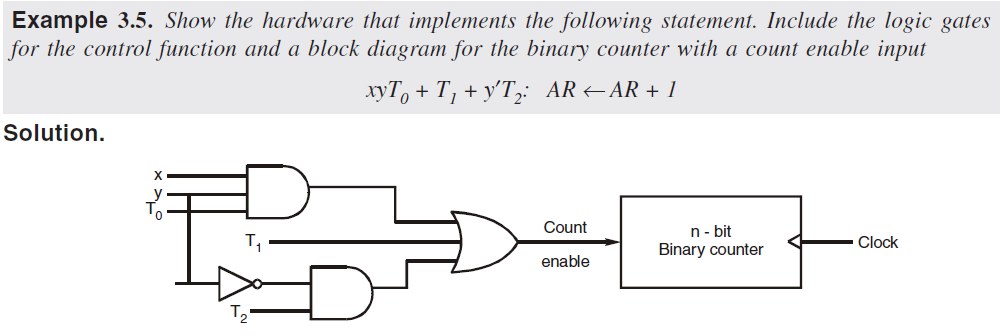 Example 3.5. Show the hardware that implements the following statement. Include the logic gates
for the control function and a block diagram for the binary counter with a count enable input
xyT₀ + T₁ + y′T₂: AR ← AR + 1
Solution.
x
y
T₀
T₁
T₂
Count
enable
n - bit
Binary counter
Clock